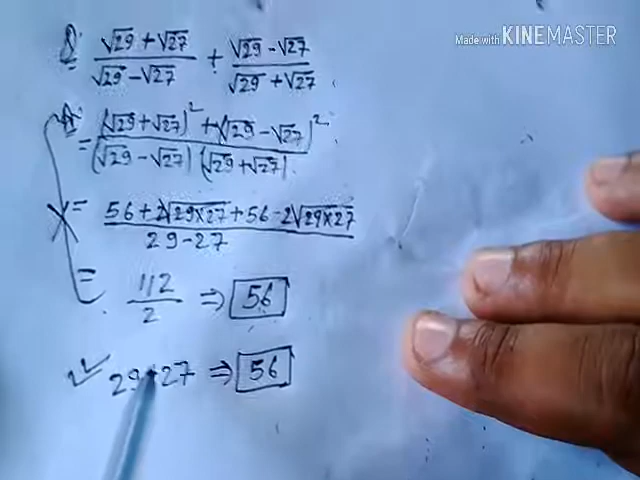 Made with KINEMASTER
Q. (√29 + √27)/(√29 - √27) + (√29 - √27)/(√29 + √27)
A. = ((√29 + √27)² + (√29 - √27)²)/((√29 - √27)(√29 + √27))
= (56 + 2√29×27 + 56 - 2√29×27)/(29 - 27)
= 112/2 ⇒ 56
29+27 ⇒ 56